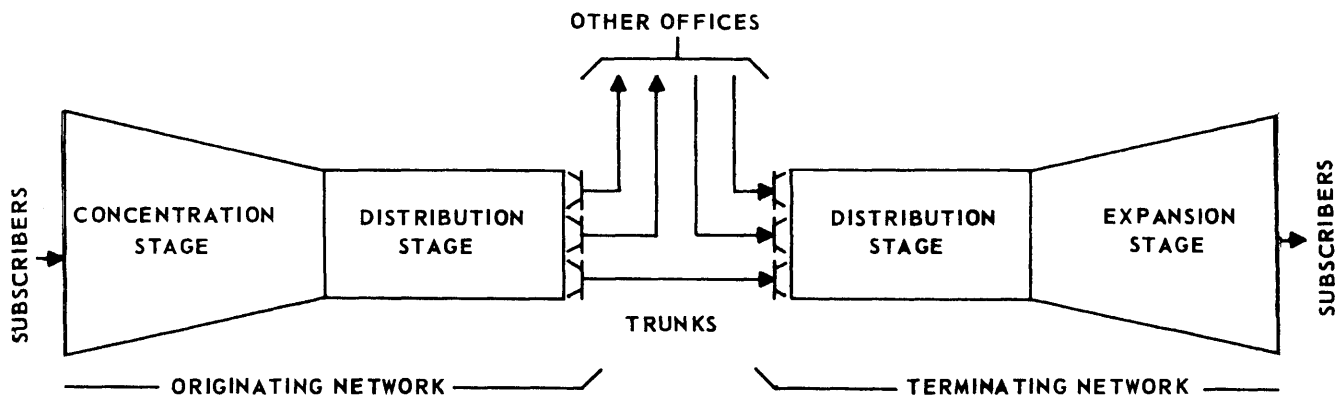 OTHER OFFICES
SUBSCRIBERS
CONCENTRATION
STAGE
DISTRIBUTION
STAGE
DISTRIBUTION
STAGE
EXPANSION
STAGE
SUBSCRIBERS
TRUNKS
ORIGINATING NETWORK
TERMINATING NETWORK